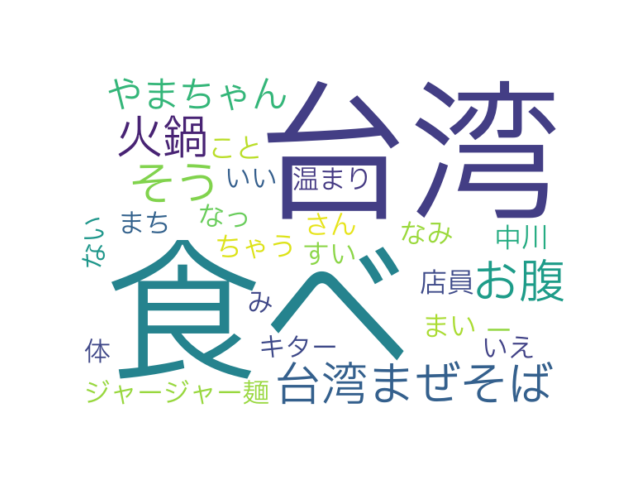 やまちゃん
台湾
火鍋
こと
そう
いい
温まり
ない
まち
なっ
さん
なみ
中川
ちゃう
すい
食べ
店員
お腹
み
まい
ー
体
キター
いえ
ジャージャー麺
台湾まぜそば